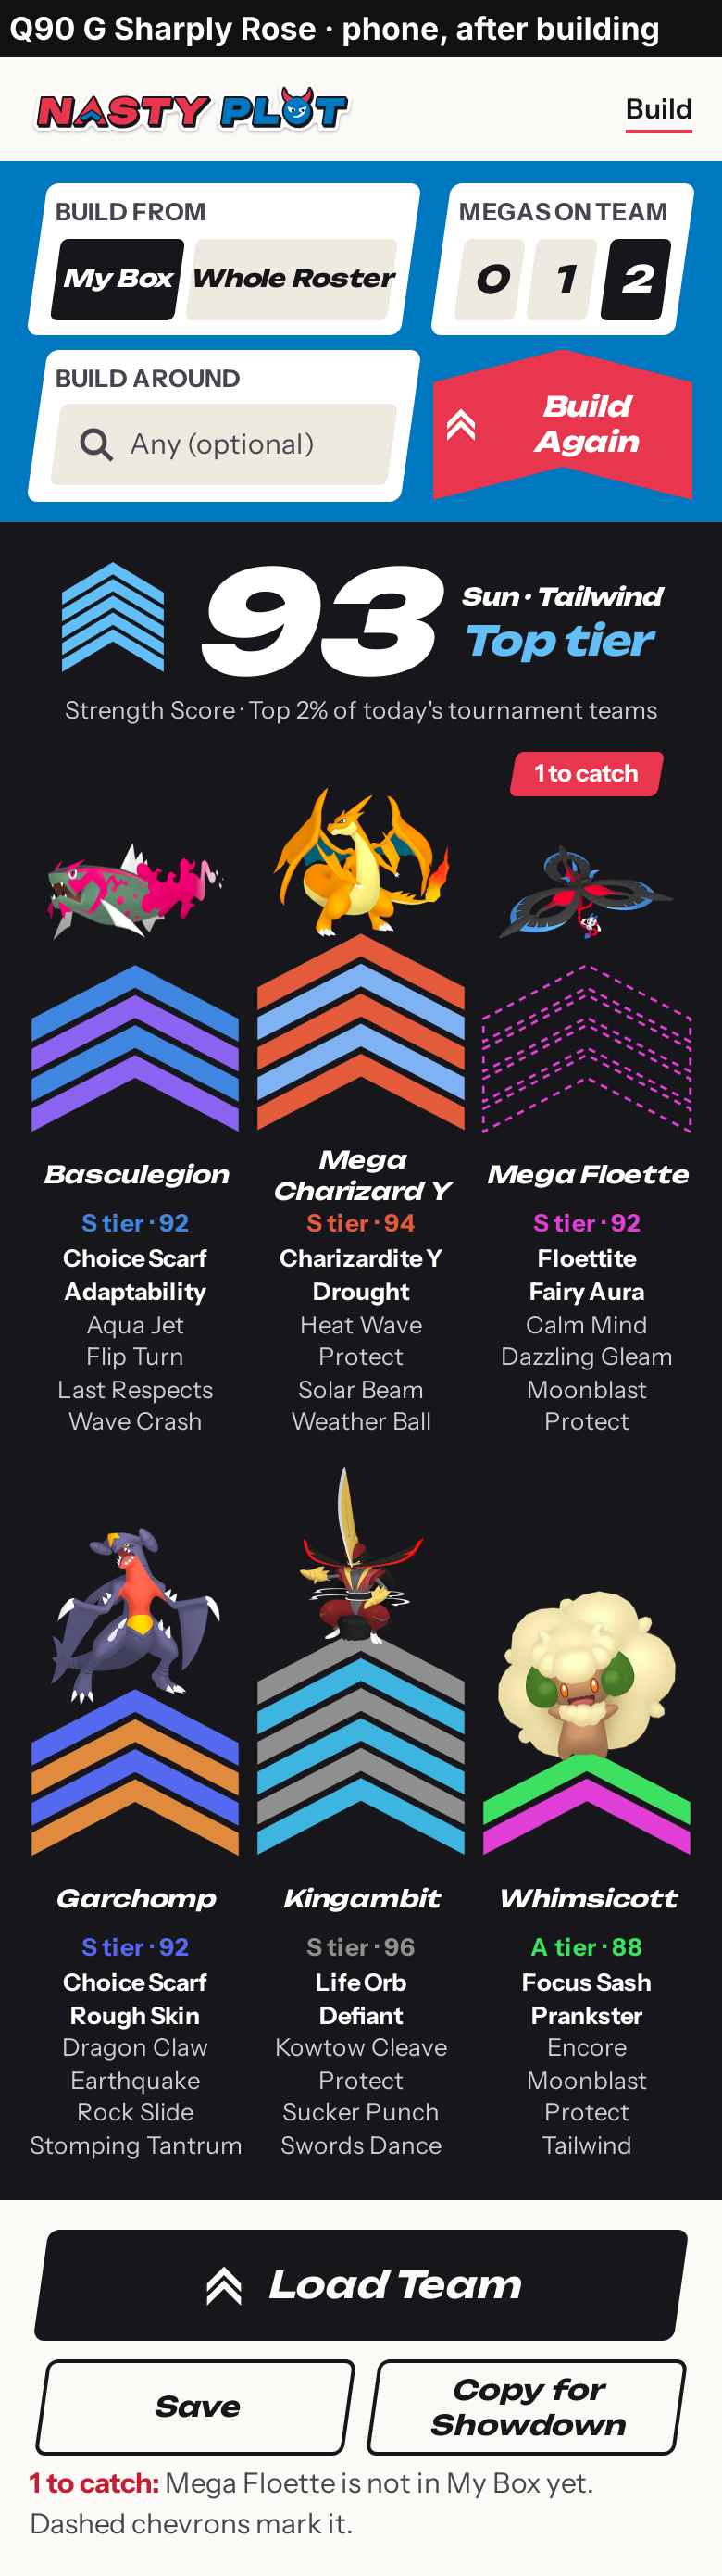 Q90 G Sharply Rose · phone, after building
NASTY PLOT
Build
BUILD FROM
My Box
Whole Roster
MEGAS ON TEAM
0
1
2
BUILD AROUND
Any (optional)
Build
Again
93
Sun · Tailwind
Top tier
Strength Score · Top 2% of today's tournament teams
1 to catch
Basculegion
S tier · 92
Choice Scarf
Adaptability
Aqua Jet
Flip Turn
Last Respects
Wave Crash
Mega
Charizard Y
S tier · 94
Charizardite Y
Drought
Heat Wave
Protect
Solar Beam
Weather Ball
Mega Floette
S tier · 92
Floettite
Fairy Aura
Calm Mind
Dazzling Gleam
Moonblast
Protect
Garchomp
S tier · 92
Choice Scarf
Rough Skin
Dragon Claw
Earthquake
Rock Slide
Stomping Tantrum
Kingambit
S tier · 96
Life Orb
Defiant
Kowtow Cleave
Protect
Sucker Punch
Swords Dance
Whimsicott
A tier · 88
Focus Sash
Prankster
Encore
Moonblast
Protect
Tailwind
Load Team
Save
Copy for
Showdown
1 to catch: Mega Floette is not in My Box yet.
Dashed chevrons mark it.